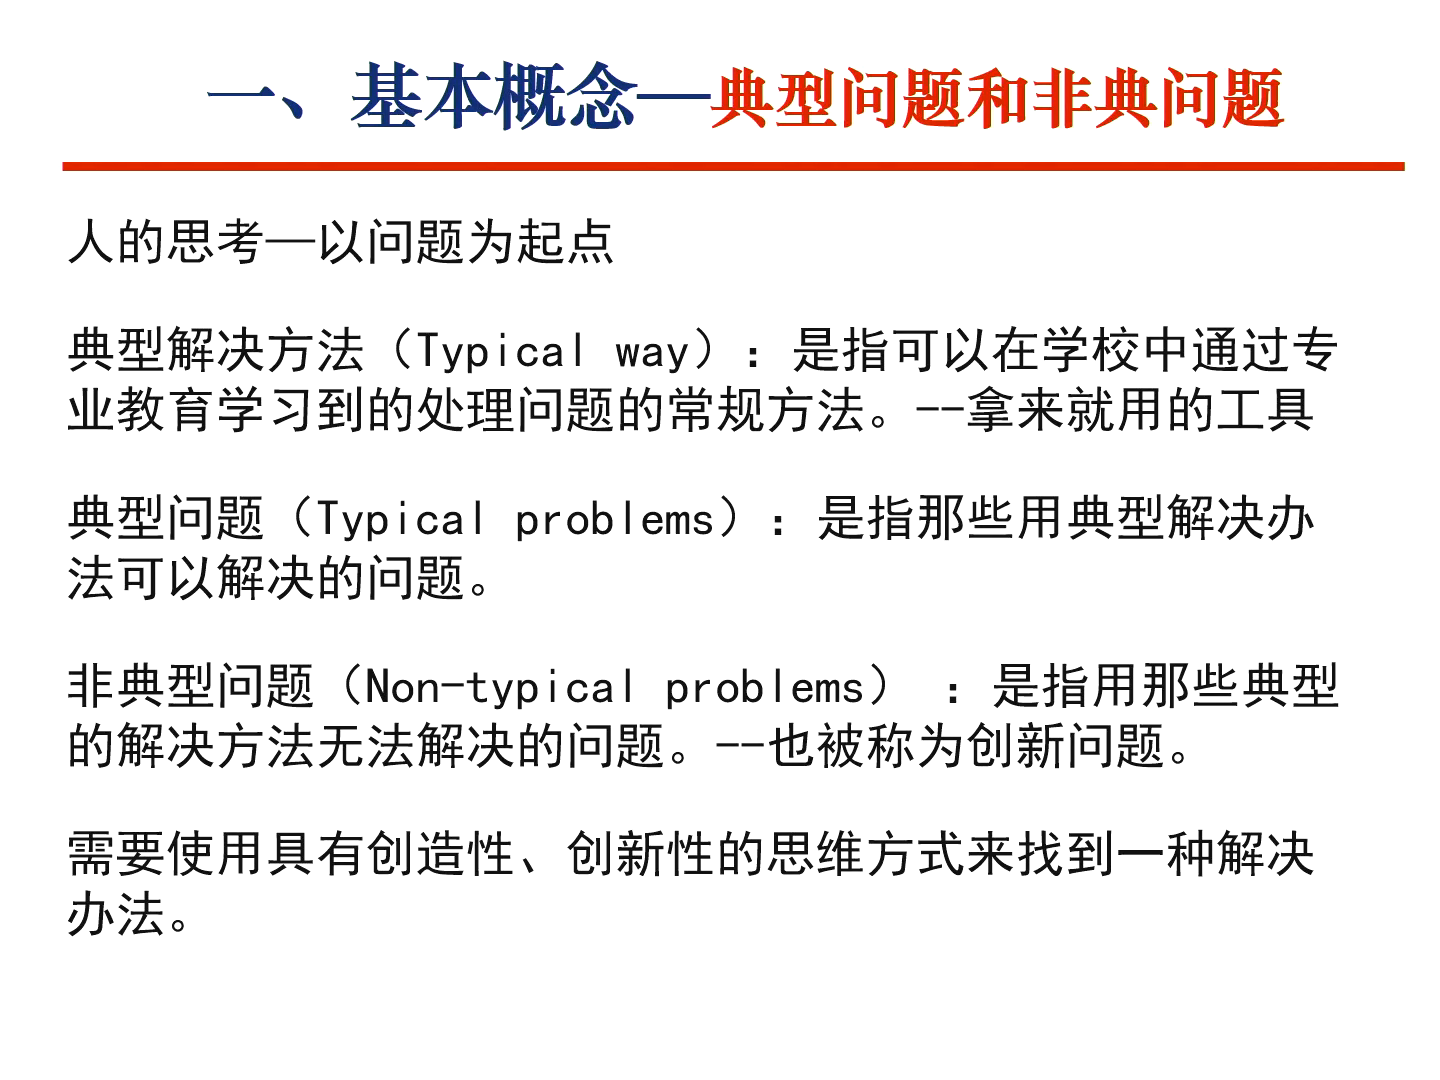 一、基本概念—典型问题和非典问题
人的思考—以问题为起点
典型解决方法（Typical way）：是指可以在学校中通过专
业教育学习到的处理问题的常规方法。--拿来就用的工具
典型问题（Typical problems）：是指那些用典型解决办
法可以解决的问题。
非典型问题（Non-typical problems） ：是指用那些典型
的解决方法无法解决的问题。--也被称为创新问题。
需要使用具有创造性、创新性的思维方式来找到一种解决
办法。